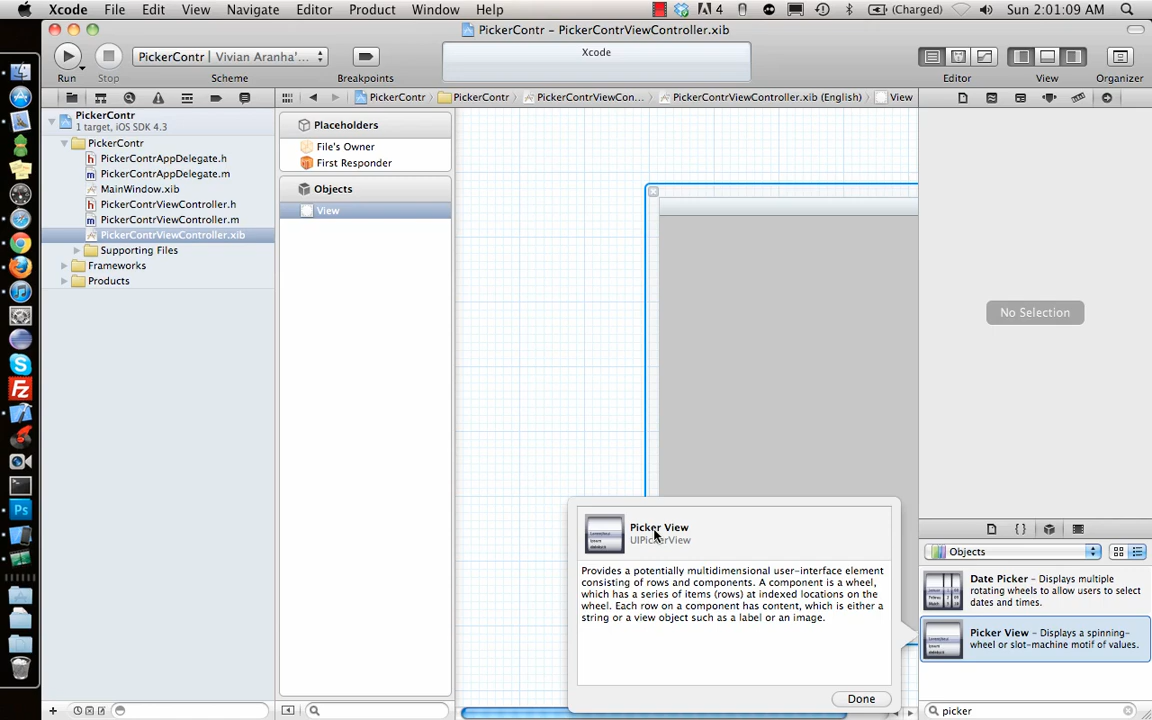 Xcode File Edit View Navigate Editor Product Window Help
4 (Charged) Sun 2:01:09 AM
PickerContr – PickerContrViewController.xib
PickerContr | Vivian Aranha'...
Xcode
Run Stop Scheme Breakpoints Editor View Organizer
PickerContr PickerContr PickerContrViewCon... PickerContrViewController.xib (English) View
PickerContr
1 target, iOS SDK 4.3
PickerContr
PickerContrAppDelegate.h
PickerContrAppDelegate.m
MainWindow.xib
PickerContrViewController.h
PickerContrViewController.m
PickerContrViewController.xib
Supporting Files
Frameworks
Products
Placeholders
File's Owner
First Responder
Objects
View
No Selection
Picker View
UIPickerView
Provides a potentially multidimensional user-interface element
consisting of rows and components. A component is a wheel,
which has a series of items (rows) at indexed locations on the
wheel. Each row on a component has content, which is either a
string or a view object such as a label or an image.
Done
Objects
Date Picker – Displays multiple
rotating wheels to allow users to select
dates and times.
Picker View – Displays a spinning-
wheel or slot-machine motif of values.
picker